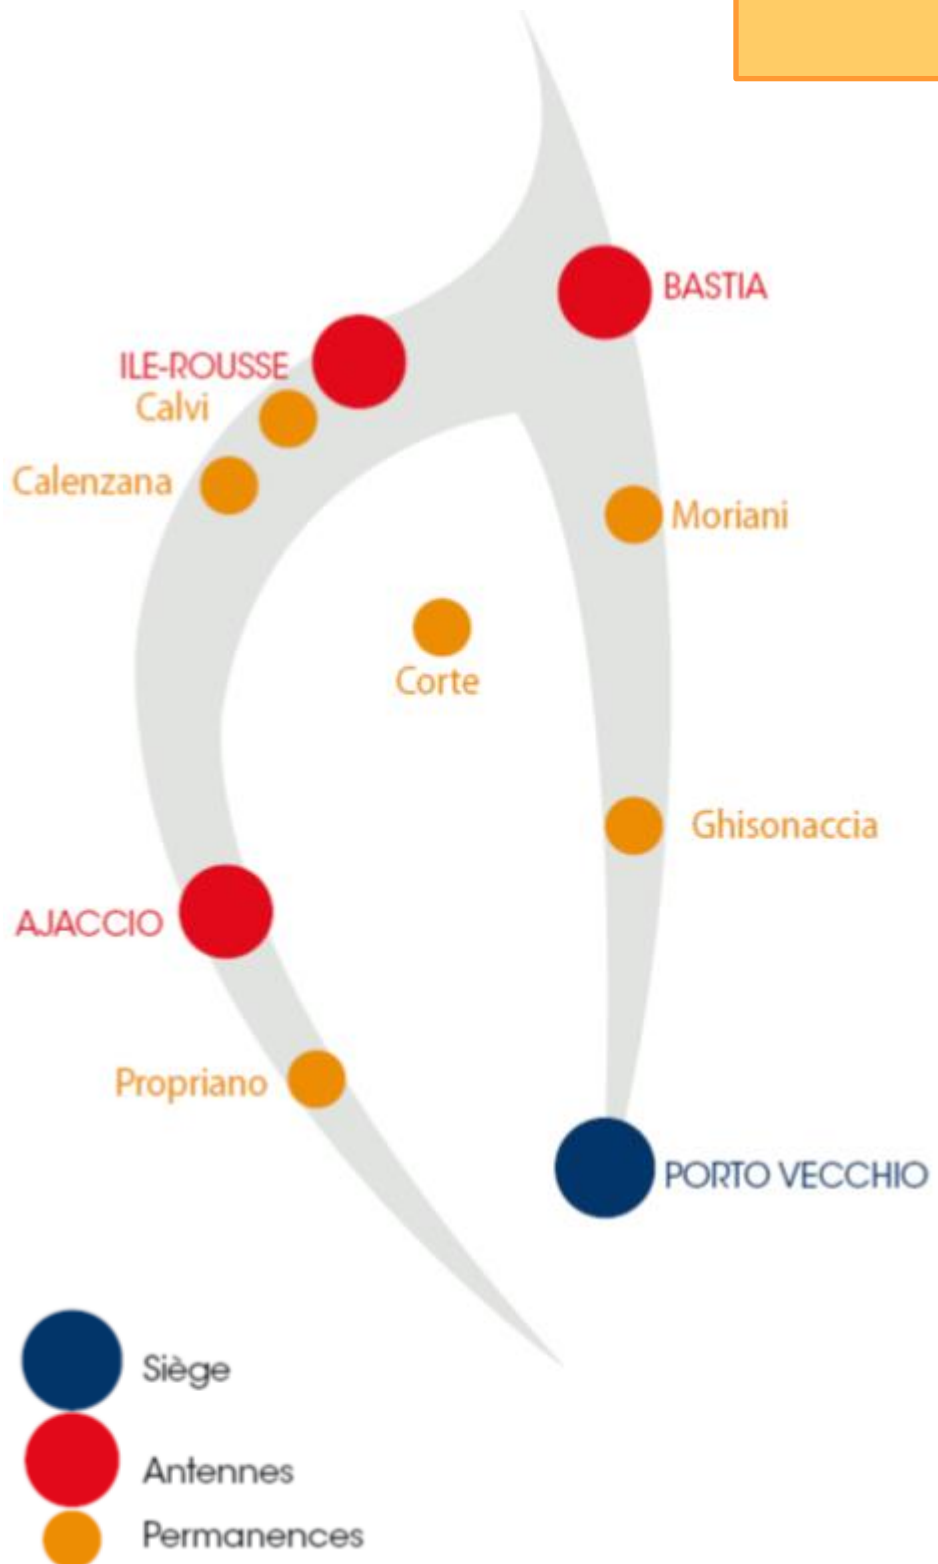 BASTIA
ILE-ROUSSE
Calvi
Calenzana
Moriani
Corte
Ghisonaccia
AJACCIO
Propriano
PORTO VECCHIO
Siège
Antennes
Permanences